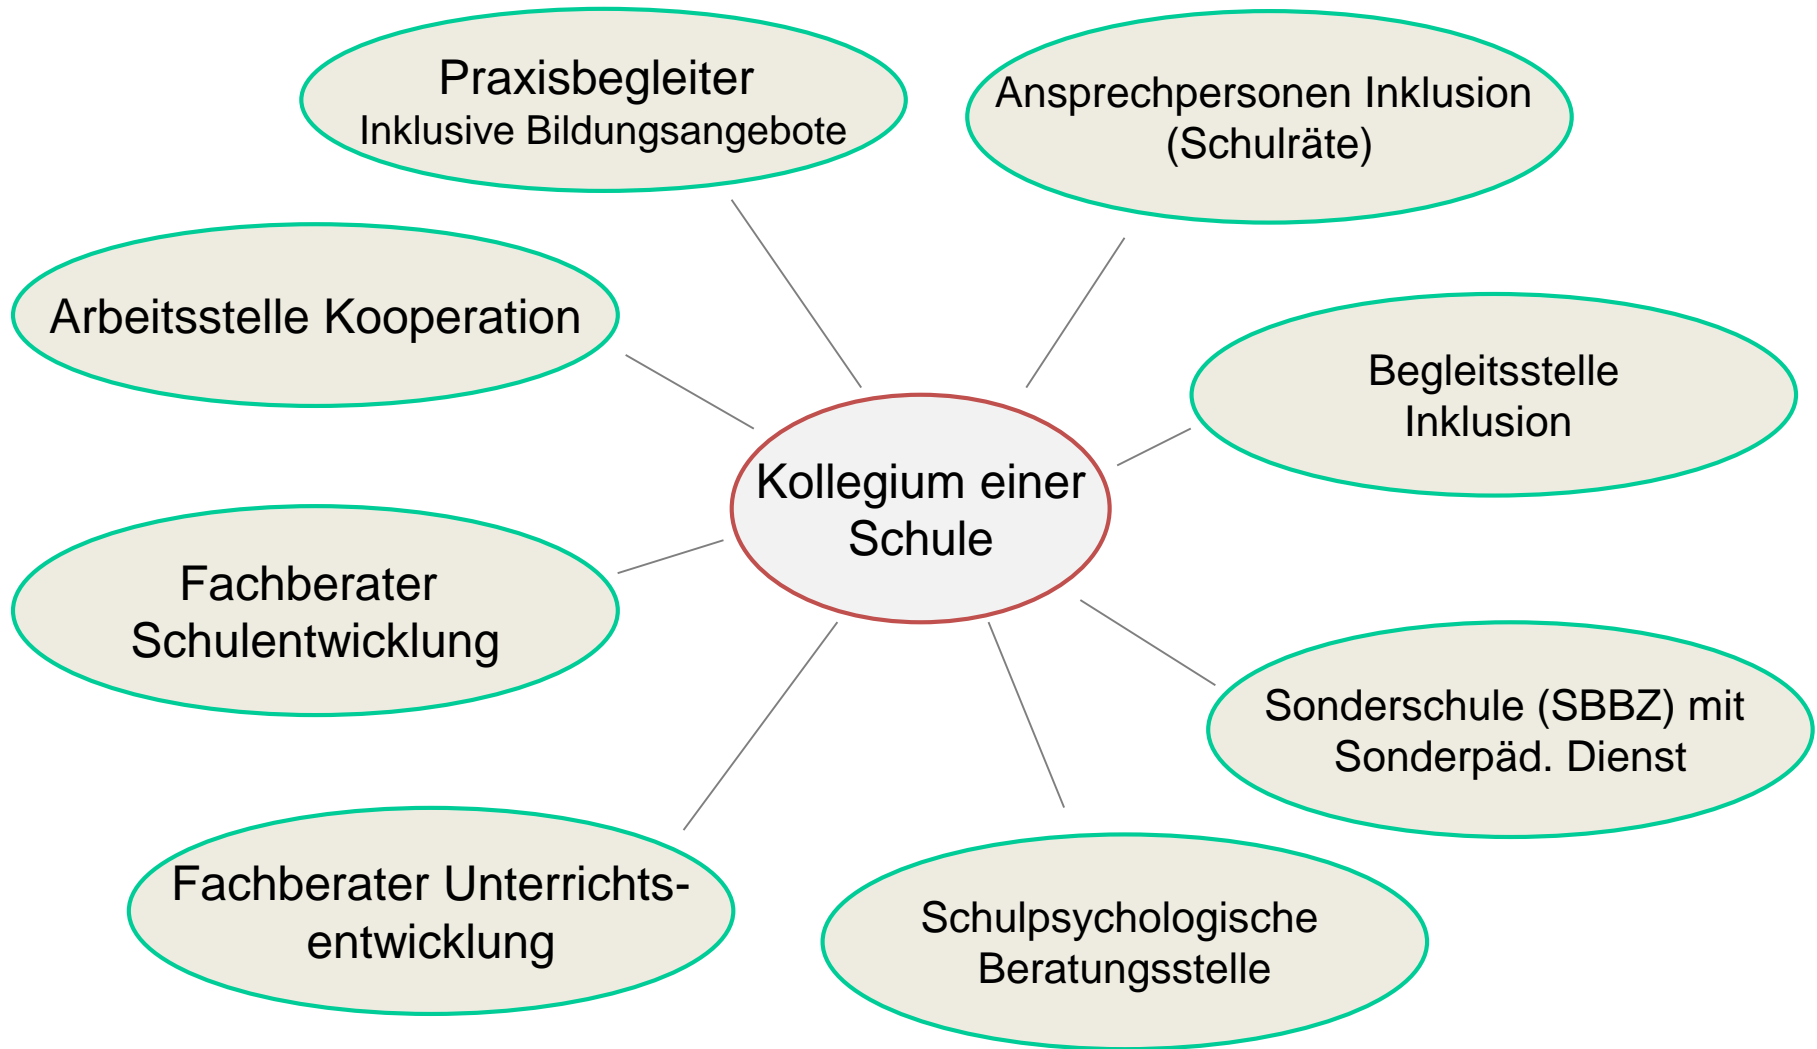 Praxisbegleiter
Inklusive Bildungsangebote
Ansprechpersonen Inklusion
(Schulräte)
Arbeitsstelle Kooperation
Begleitsstelle
Inklusion
Kollegium einer
Schule
Fachberater
Schulentwicklung
Sonderschule (SBBZ) mit
Sonderpäd. Dienst
Fachberater Unterrichts-
entwicklung
Schulpsychologische
Beratungsstelle